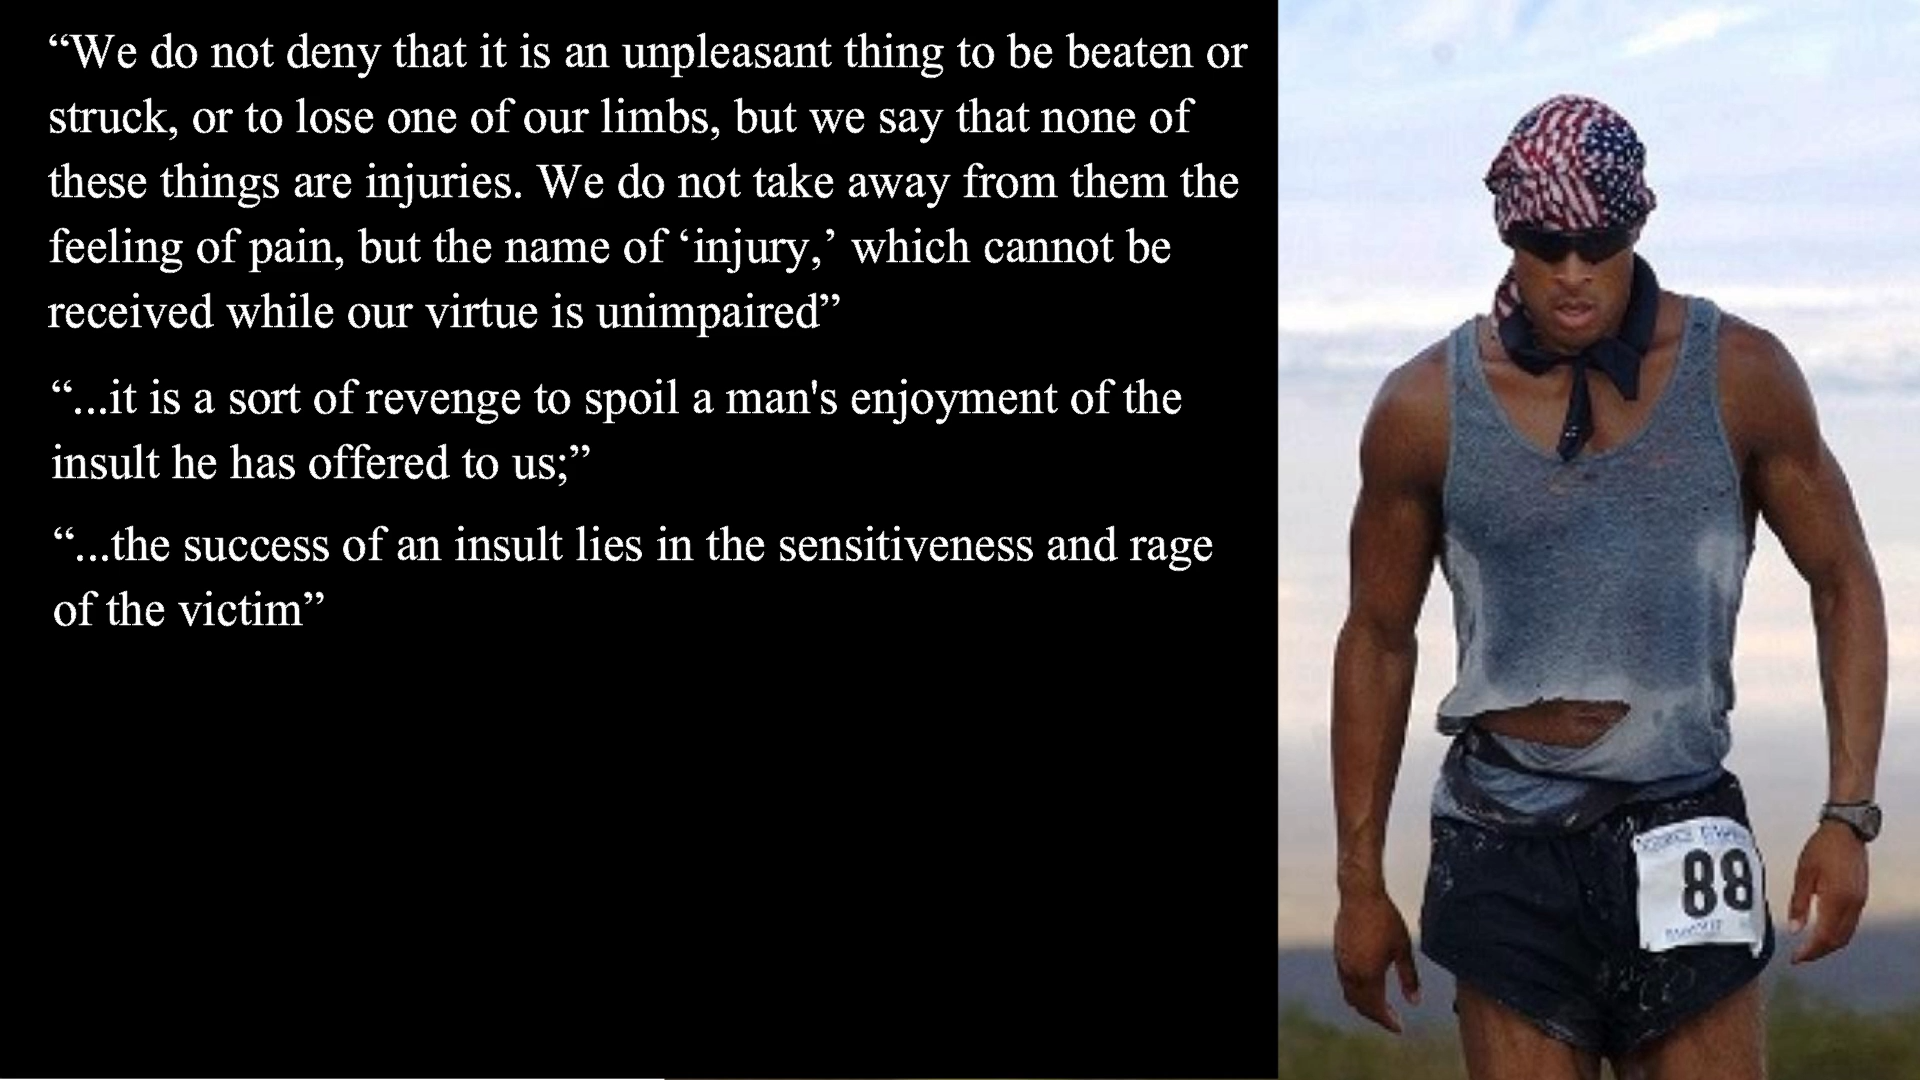 “We do not deny that it is an unpleasant thing to be beaten or
struck, or to lose one of our limbs, but we say that none of
these things are injuries. We do not take away from them the
feeling of pain, but the name of ‘injury,’ which cannot be
received while our virtue is unimpaired”
“...it is a sort of revenge to spoil a man's enjoyment of the
insult he has offered to us;”
“...the success of an insult lies in the sensitiveness and rage
of the victim”
88